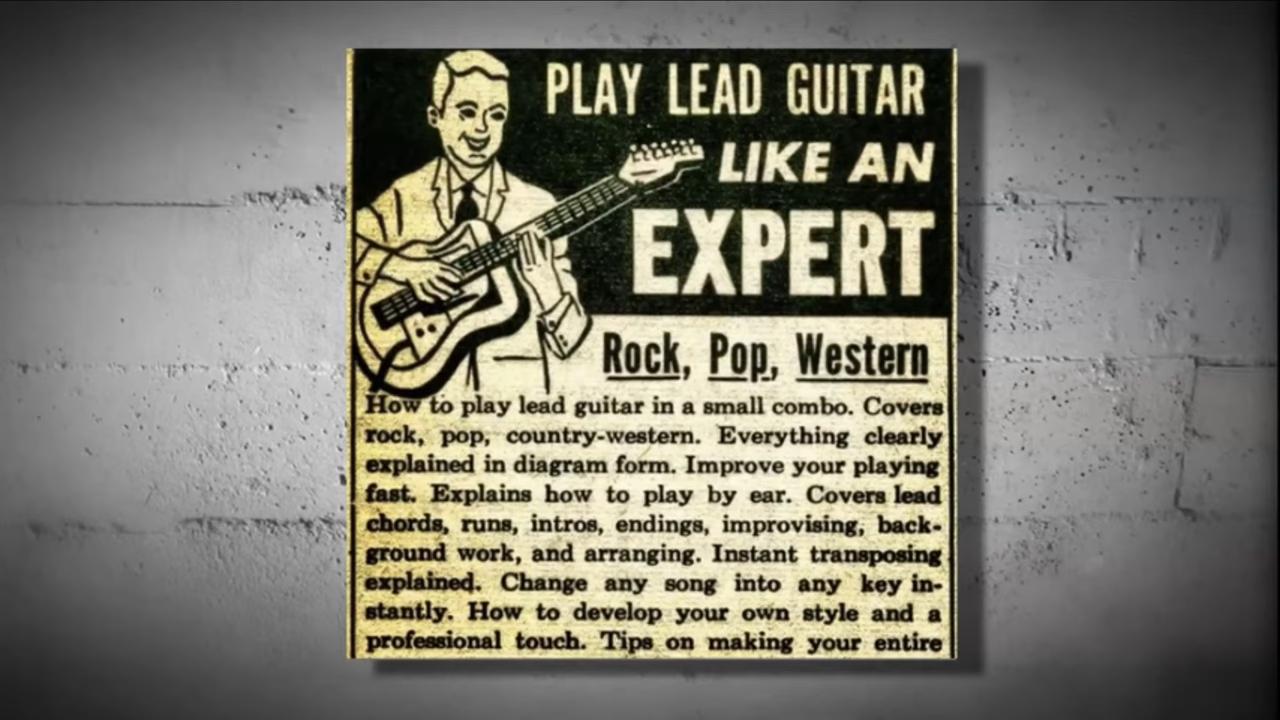 PLAY LEAD GUITAR
LIKE AN
EXPERT
Rock, Pop, Western
How to play lead guitar in a small combo. Covers
rock, pop, country-western. Everything clearly
explained in diagram form. Improve your playing
fast. Explains how to play by ear. Covers lead
chords, runs, intros, endings, improvising, back-
ground work, and arranging. Instant transposing
explained. Change any song into any key in-
stantly. How to develop your own style and a
professional touch. Tips on making your entire